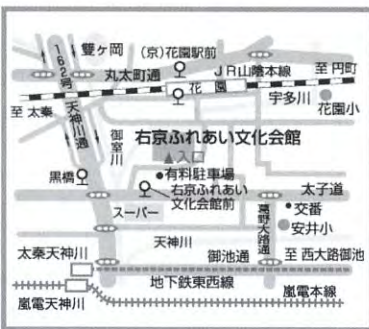 162号
雙ヶ岡
(京)花園駅前
丸太町通
JR山陰本線
至 円町
花園
至 太秦
天神川通
御室川
宇多川
花園小
右京ふれあい文化会館
▲入口
●有料駐車場
黒橋
右京ふれあい
文化会館前
太子道
スーパー
葛野大路通
●交番
安井小
天神川
太秦天神川
御池通
至 西大路御池
地下鉄東西線
嵐電天神川
嵐電本線